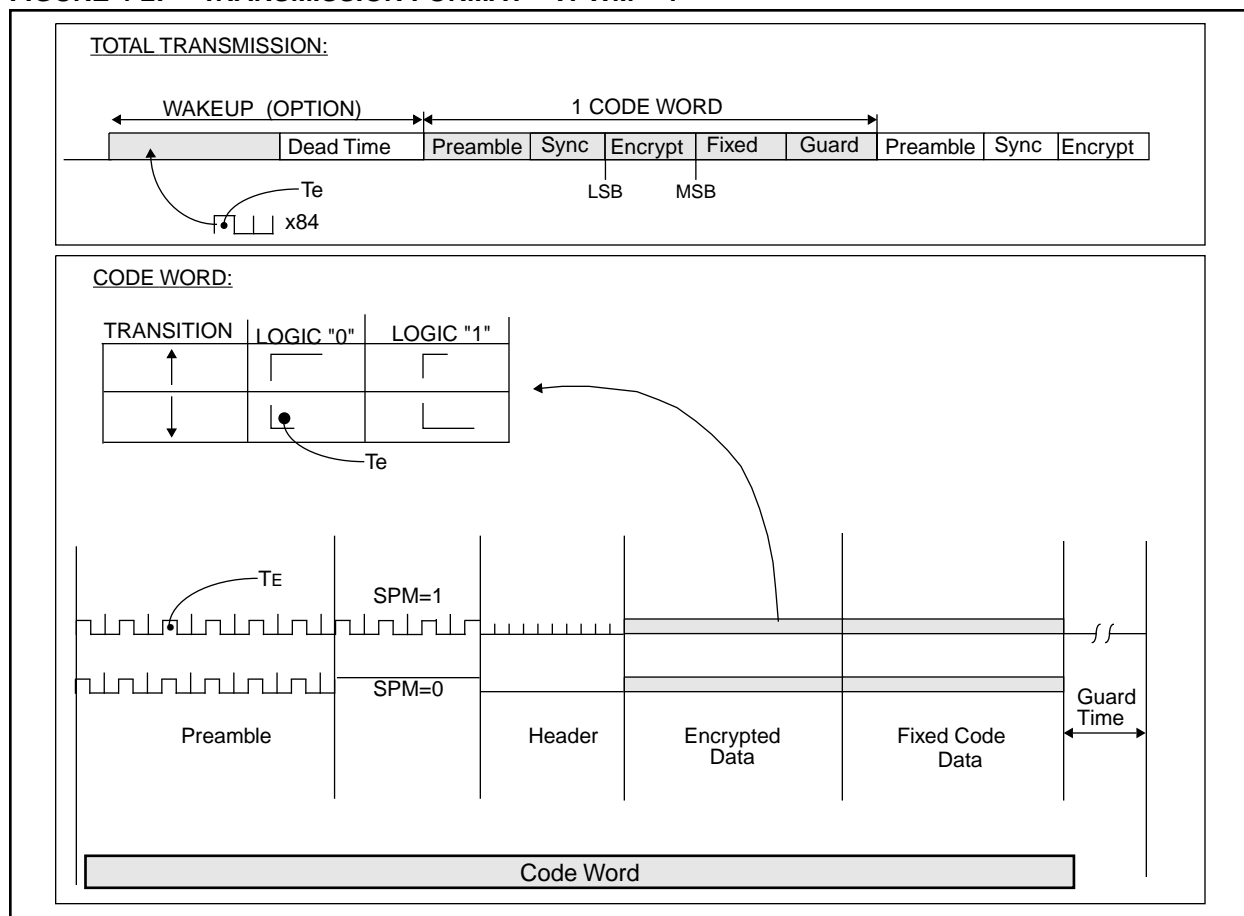 TOTAL TRANSMISSION:
WAKEUP (OPTION)
1 CODE WORD
Dead Time
Preamble
Sync
Encrypt
Fixed
Guard
Preamble
Sync
Encrypt
LSB
MSB
Te
x84
CODE WORD:
TRANSITION
LOGIC "0"
LOGIC "1"
Te
TE
SPM=1
SPM=0
Preamble
Header
Encrypted
Data
Fixed Code
Data
Guard
Time
Code Word